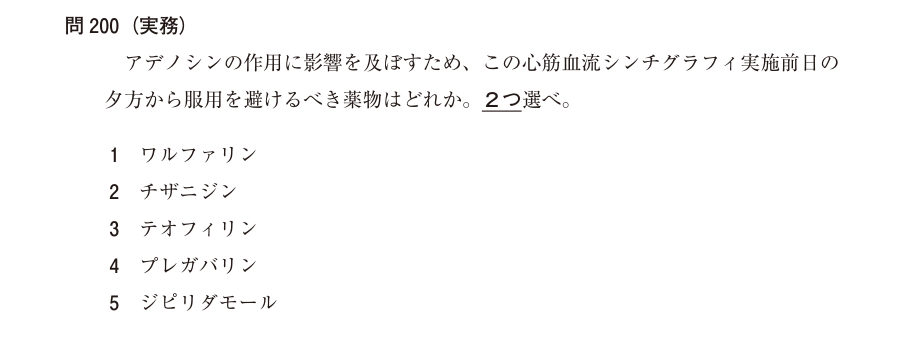 問 200（実務）
アデノシンの作用に影響を及ぼすため、この心筋血流シンチグラフィ実施前日の
夕方から服用を避けるべき薬物はどれか。２つ選べ。
1 ワルファリン
2 チザニジン
3 テオフィリン
4 プレガバリン
5 ジピリダモール